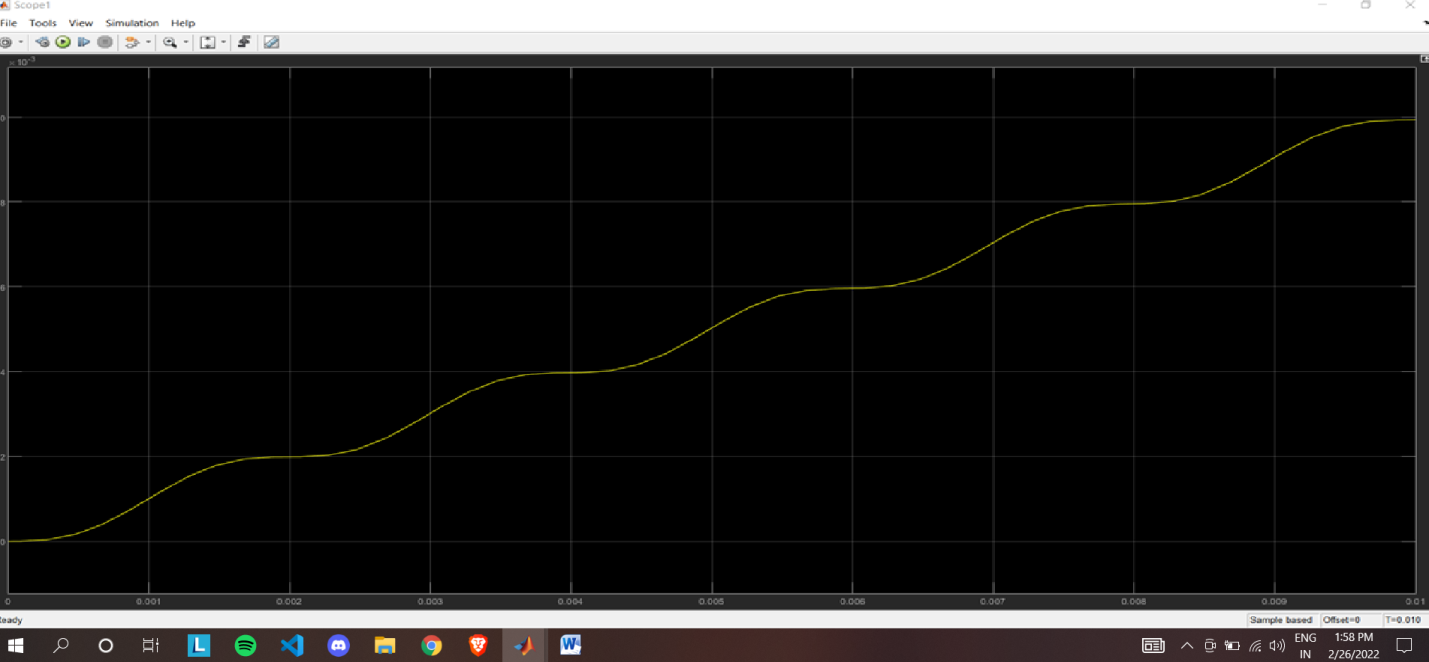 Scope1
File Tools View Simulation Help
×10⁻³
0
8
6
4
2
0
0 0.001 0.002 0.003 0.004 0.005 0.006 0.007 0.008 0.009 0.01
eady Sample based Offset=0 T=0.010
L W
ENG 1:58 PM
IN 2/26/2022